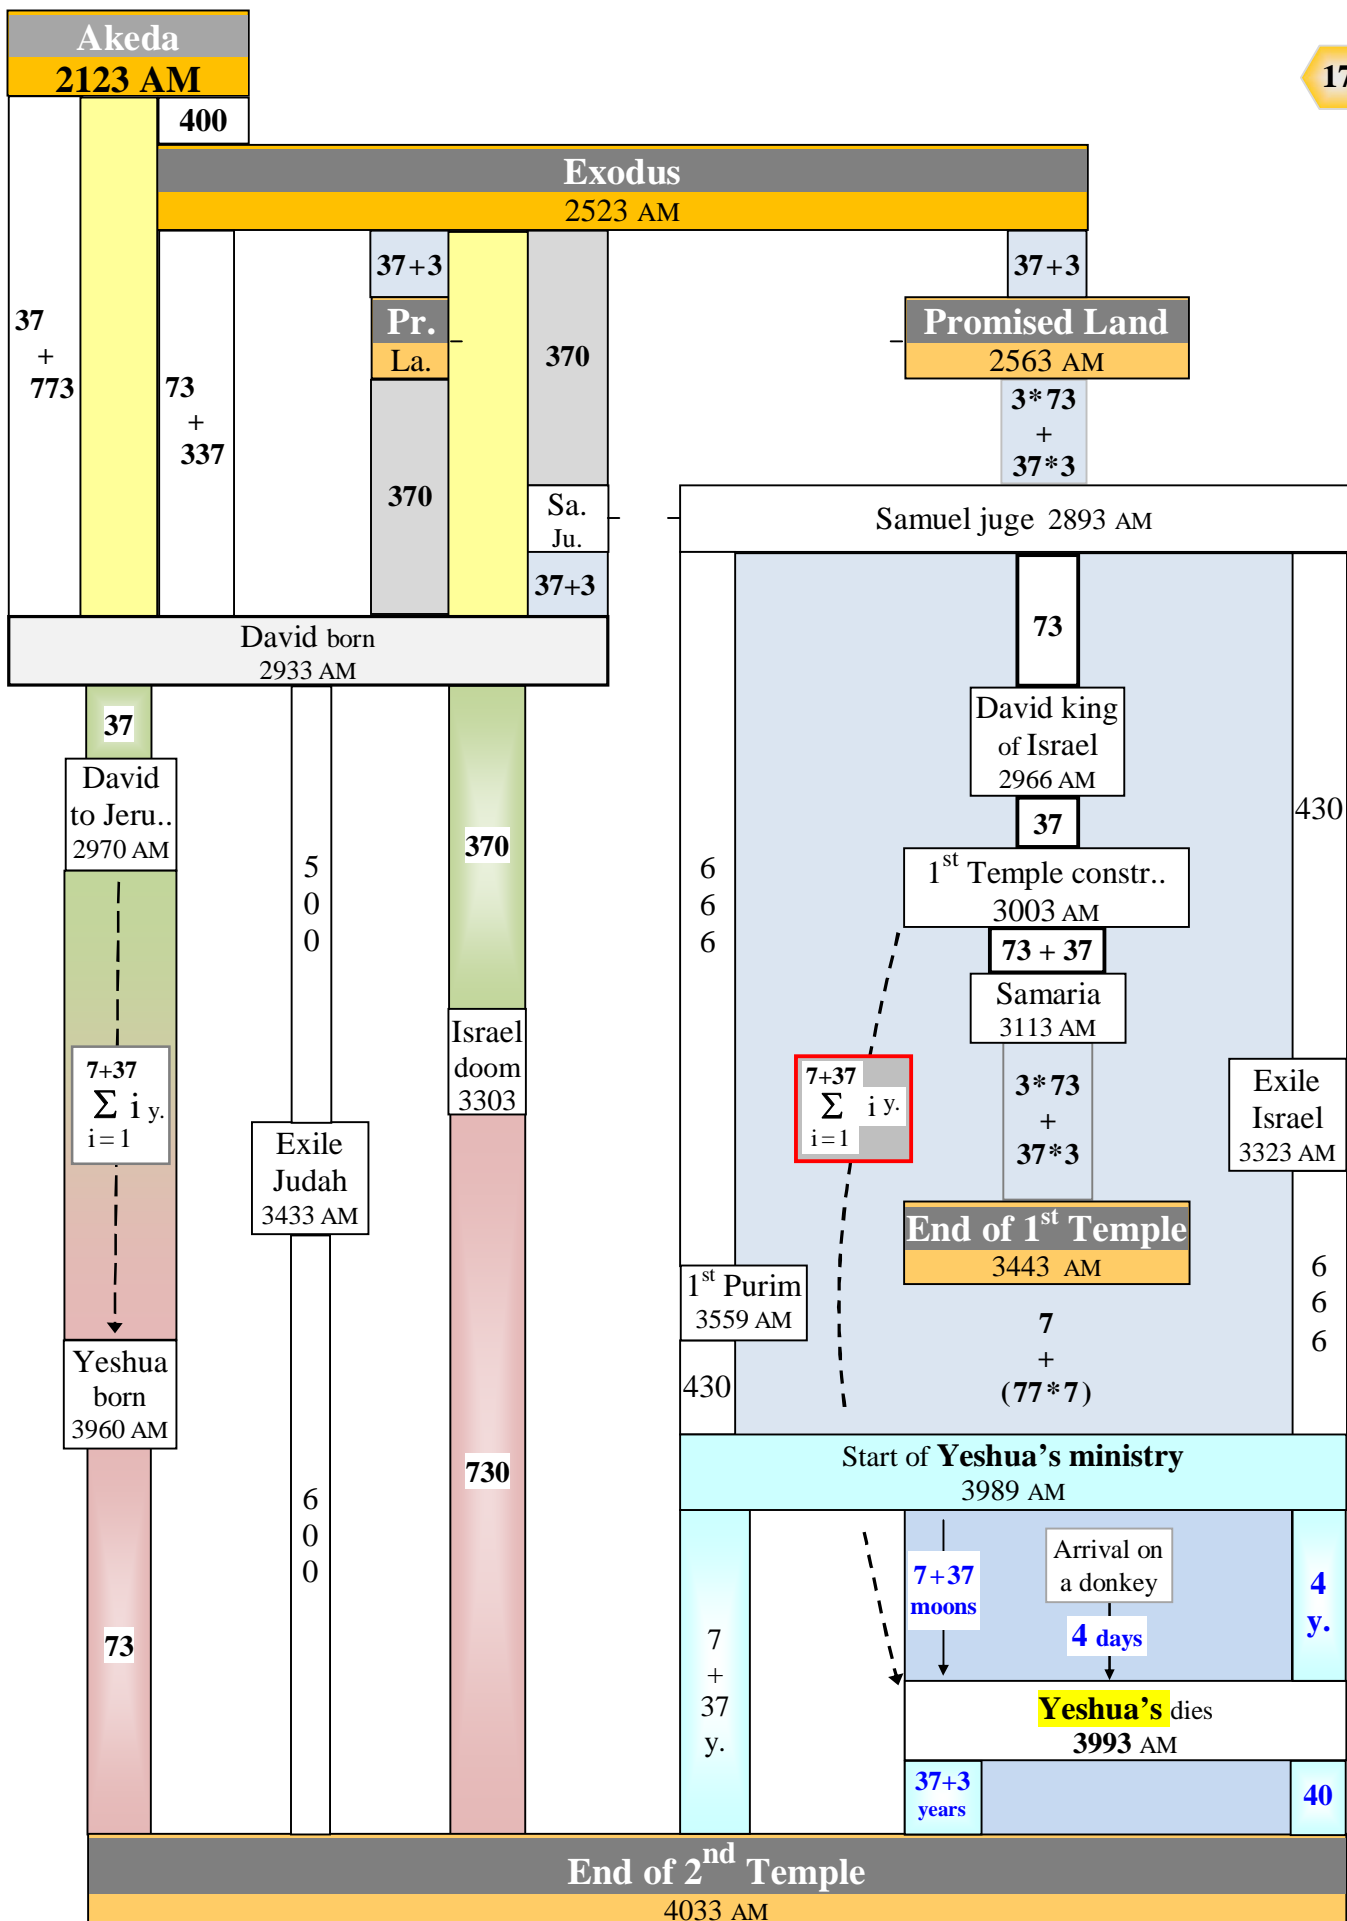 Akeda
2123 AM
17
400
Exodus
2523 AM
37
+
773
73
+
337
37+3
Pr.
La.
370
370
Sa.
Ju.
37+3
37+3
Promised Land
2563 AM
3*73
+
37*3
Samuel juge 2893 AM
David born
2933 AM
37
David
to Jeru..
2970 AM
7+37
Σ i y.
i = 1
Yeshua
born
3960 AM
73
5
0
0
Exile
Judah
3433 AM
6
0
0
370
Israel
doom
3303
730
6
6
6
1st Purim
3559 AM
430
73
David king
of Israel
2966 AM
37
1st Temple constr..
3003 AM
73 + 37
Samaria
3113 AM
7+37
Σ i y.
i = 1
3*73
+
37*3
End of 1st Temple
3443 AM
7
+
(77*7)
430
Exile
Israel
3323 AM
6
6
6
Start of Yeshua's ministry
3989 AM
7
+
37
y.
7+37
moons
Arrival on
a donkey
4 days
4
y.
Yeshua's dies
3993 AM
37+3
years
40
End of 2nd Temple
4033 AM